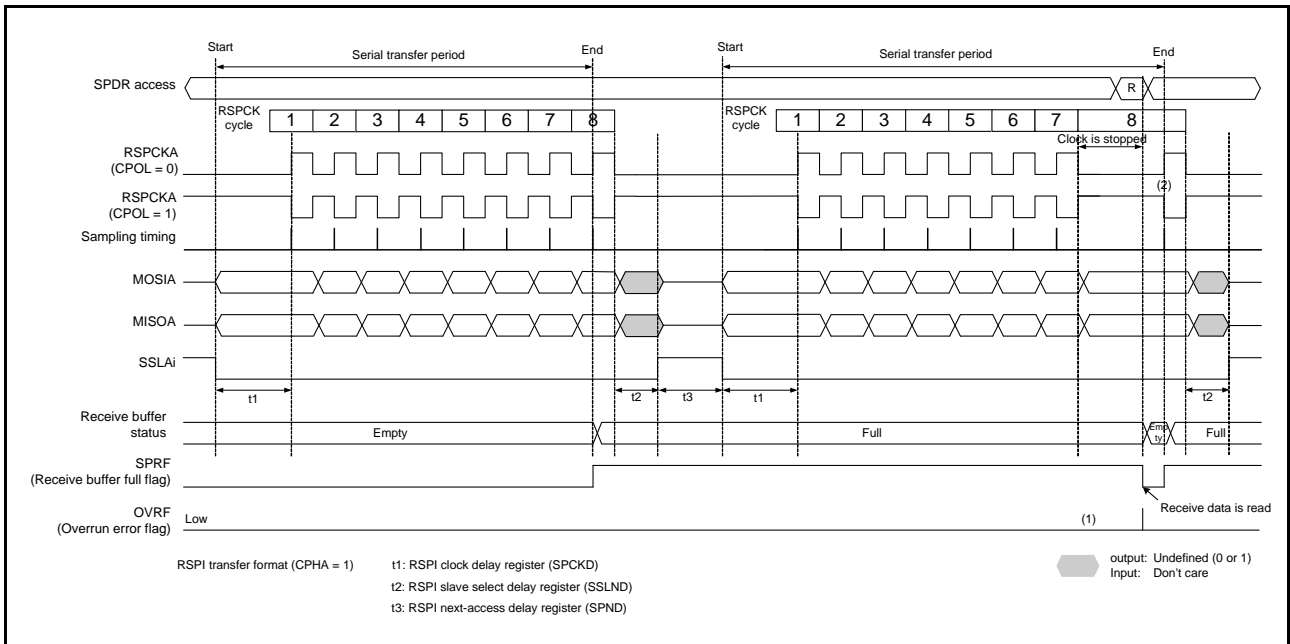 Start
Serial transfer period
End
Start
Serial transfer period
End
SPDR access
R
RSPCK
cycle
1 2 3 4 5 6 7 8
RSPCK
cycle
1 2 3 4 5 6 7 8
Clock is stopped
RSPCKA
(CPOL = 0)
(2)
RSPCKA
(CPOL = 1)
Sampling timing
MOSIA
MISOA
SSLAi
t1
t2
t3
t1
t2
Receive buffer
status
Empty
Full
Emp
ty
Full
SPRF
(Receive buffer full flag)
Receive data is read
OVRF
(Overrun error flag)
Low
(1)
RSPI transfer format (CPHA = 1)
t1: RSPI clock delay register (SPCKD)
t2: RSPI slave select delay register (SSLND)
t3: RSPI next-access delay register (SPND)
output: Undefined (0 or 1)
Input: Don't care